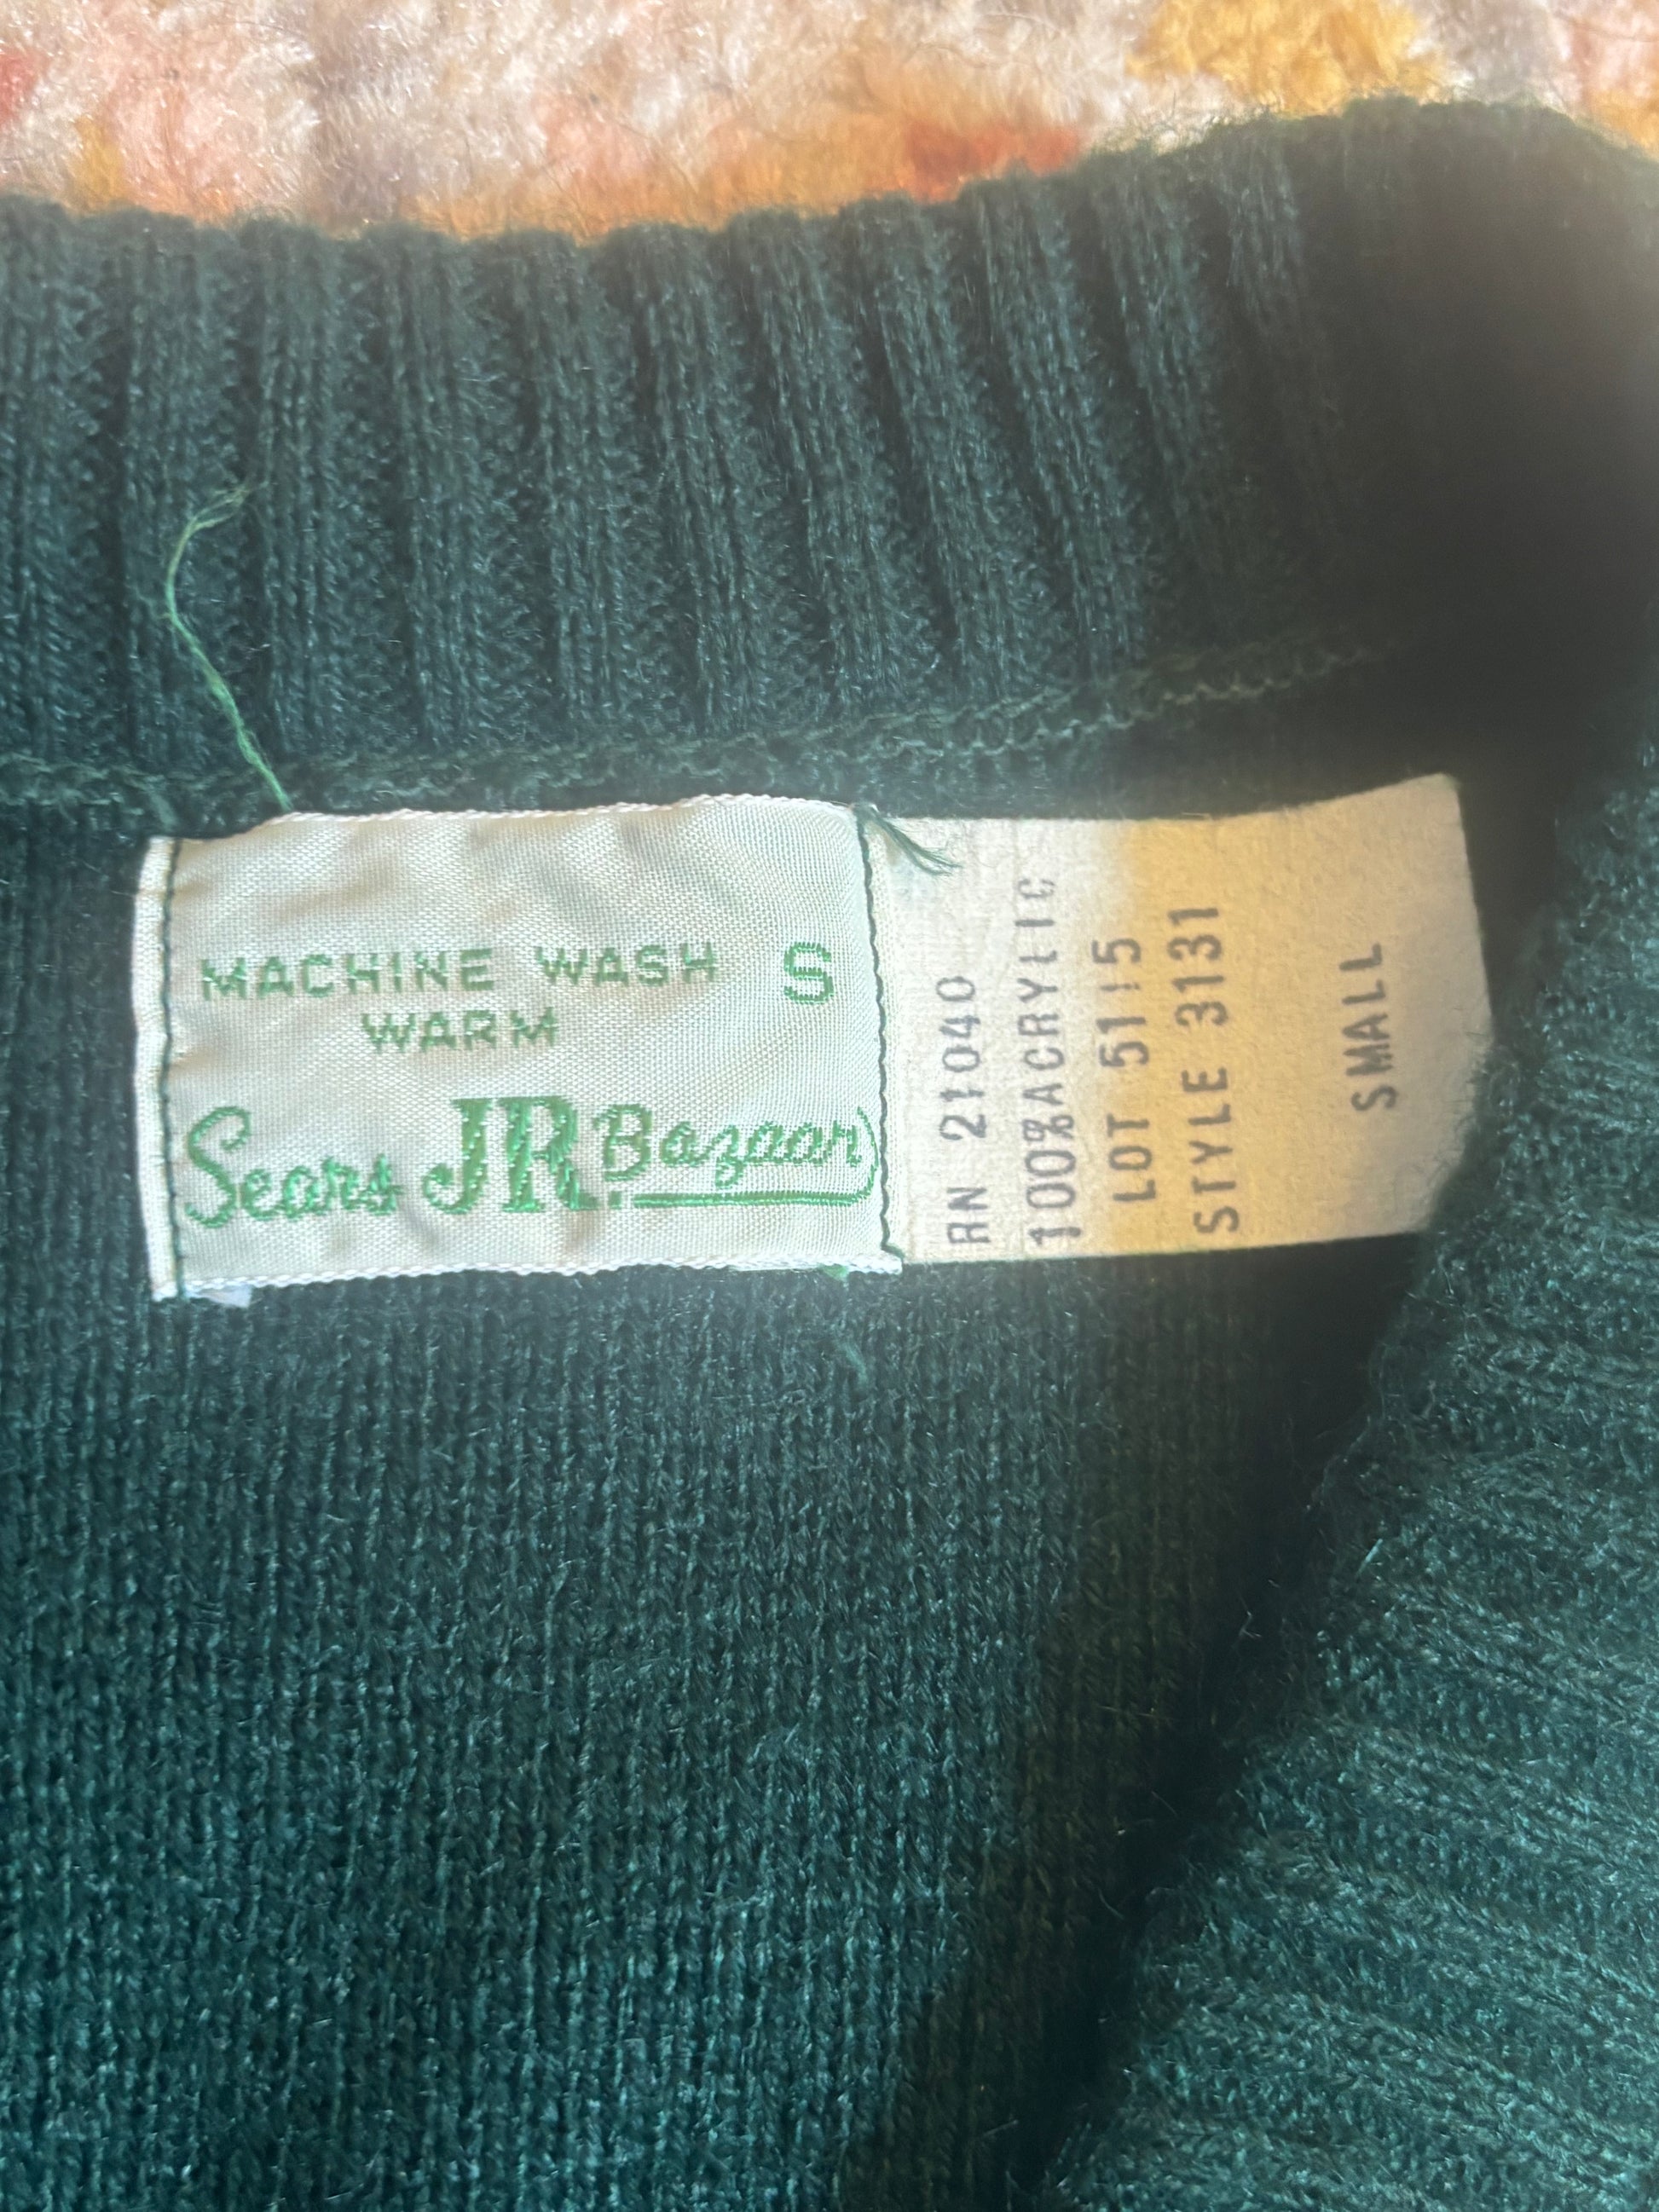 MACHINE WASH S
WARM
Sears JR. Bazaar
RN 21040
100% ACRYLIC
LOT 5115
STYLE 3131
SMALL